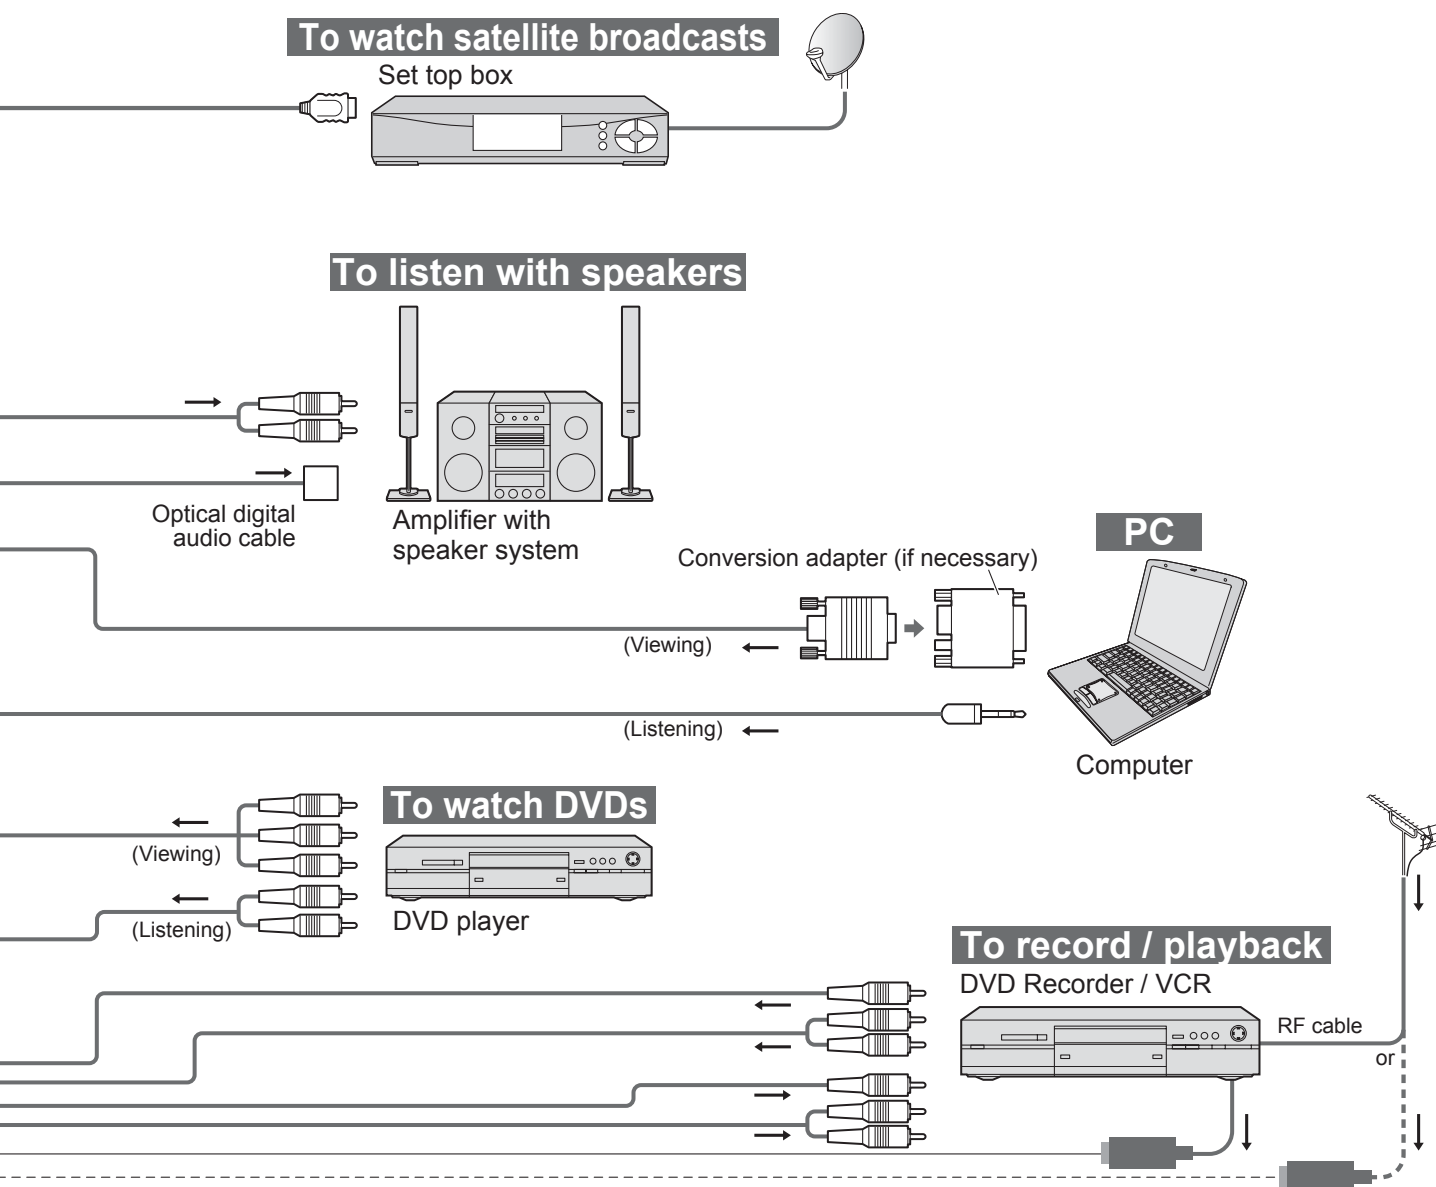 To watch satellite broadcasts
Set top box
To listen with speakers
Optical digital
audio cable
Amplifier with
speaker system
PC
Conversion adapter (if necessary)
(Viewing)
(Listening)
Computer
To watch DVDs
(Viewing)
(Listening)
DVD player
To record / playback
DVD Recorder / VCR
RF cable
or